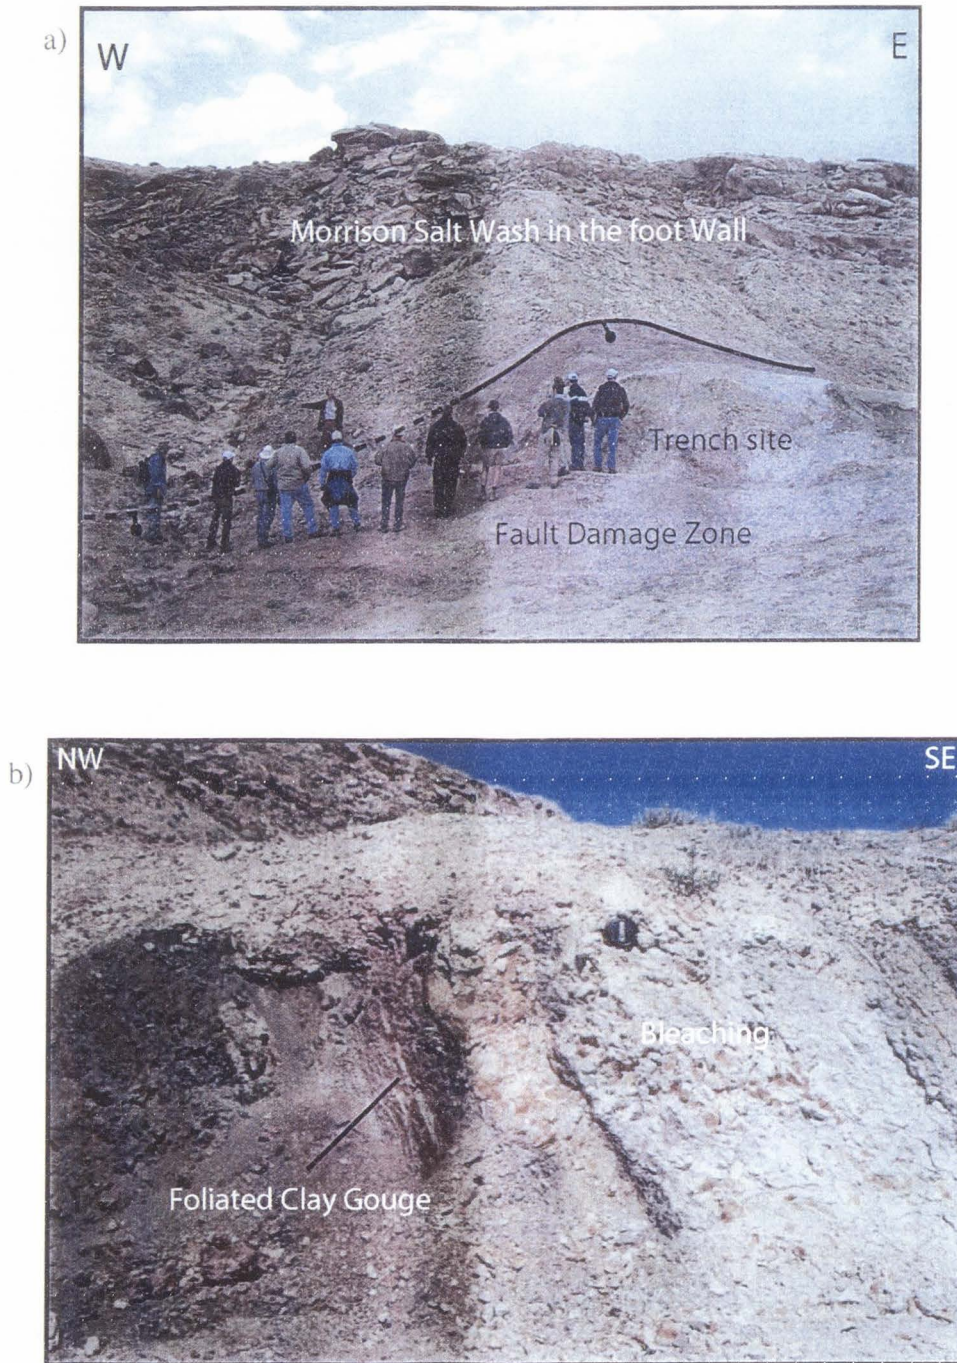 a)
W
E
Morrison Salt Wash in the foot Wall
Trench site
Fault Damage Zone
b)
NW
SE
Bleaching
Foliated Clay Gouge